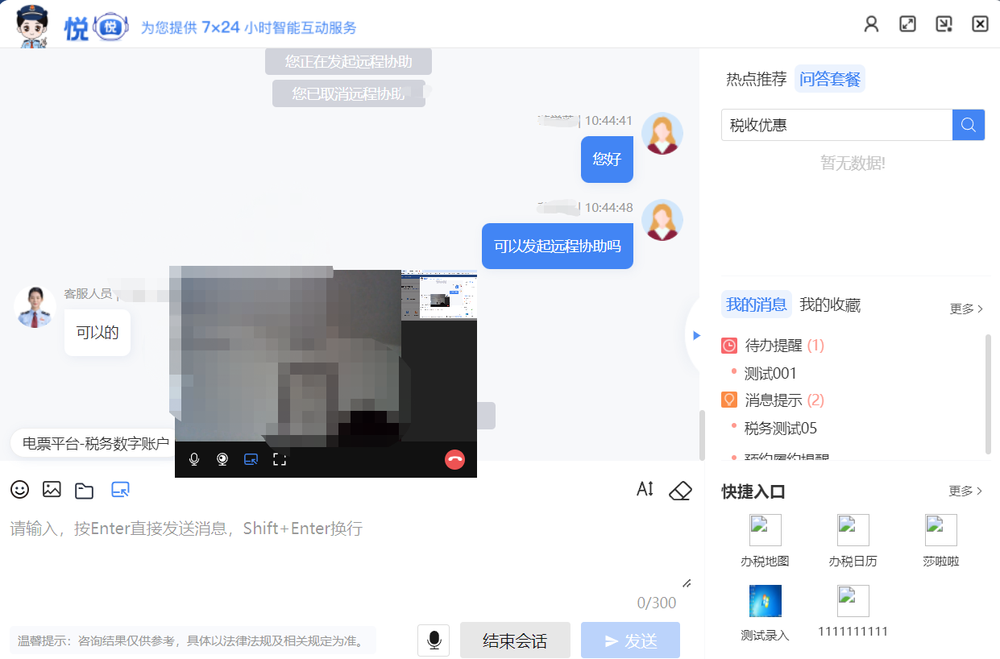 悦 悦 为您提供 7×24 小时智能互动服务
您正在发起远程协助
您已取消远程协助
10:44:41
您好
10:44:48
可以发起远程协助吗
客服人员
可以的
电票平台-税务数字账户
请输入，按Enter直接发送消息，Shift+Enter换行
0/300
温馨提示：咨询结果仅供参考，具体以法律法规及相关规定为准。
结束会话
发送
热点推荐 问答套餐
税收优惠
暂无数据!
我的消息 我的收藏 更多
待办提醒 (1)
测试001
消息提示 (2)
税务测试05
预约履约提醒
快捷入口 更多
办税地图 办税日历 莎啦啦
测试录入 1111111111